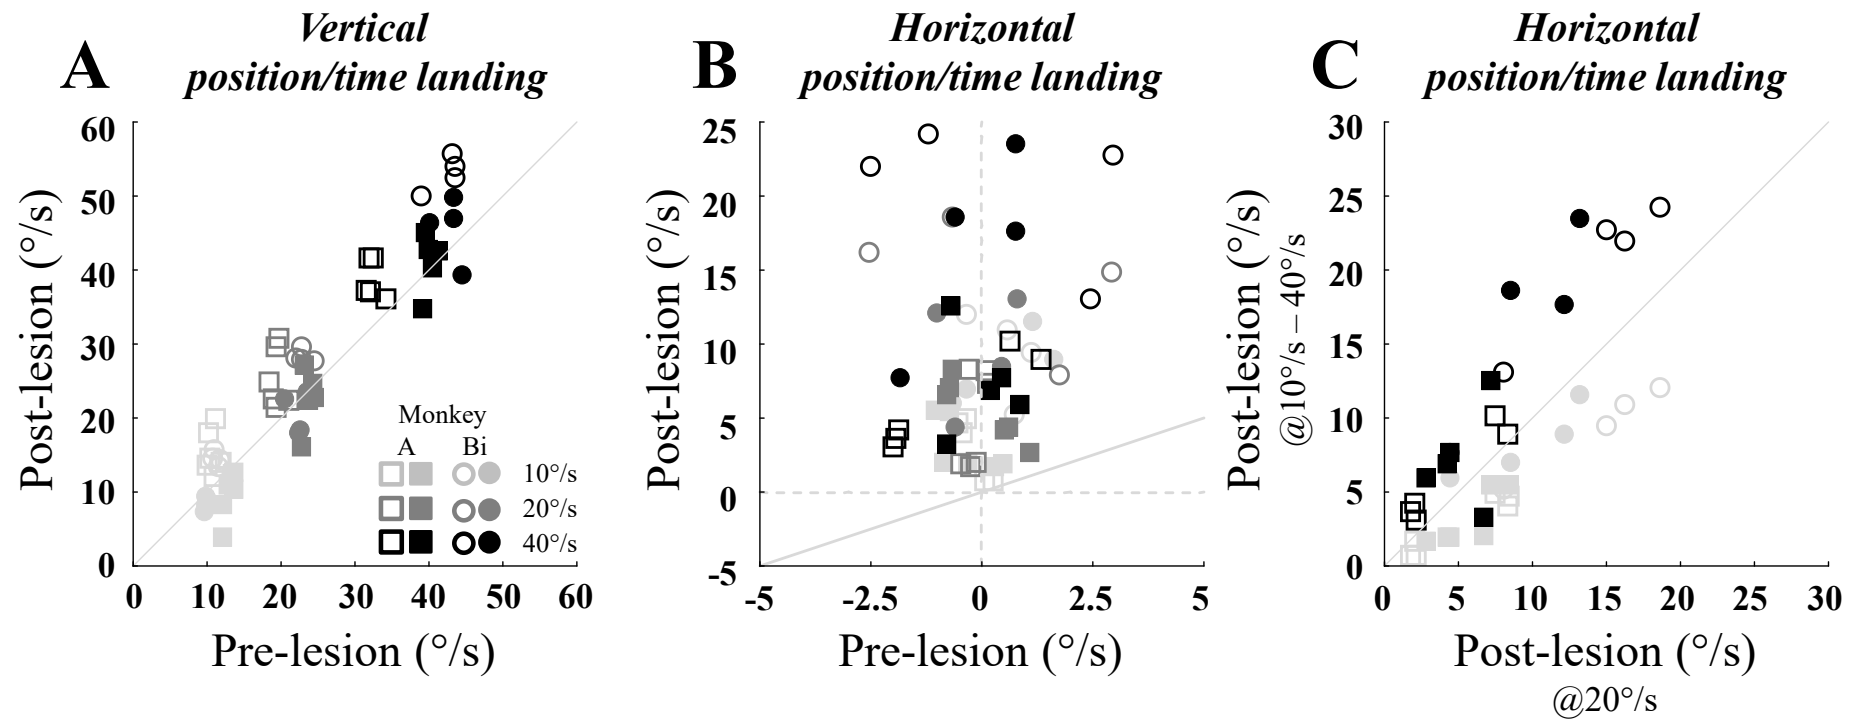 A
Vertical
position/time landing
Post-lesion (°/s)
60
50
40
30
20
10
0
0 10 20 30 40 50 60
Pre-lesion (°/s)
Monkey
A Bi
10°/s
20°/s
40°/s
B
Horizontal
position/time landing
Post-lesion (°/s)
25
20
15
10
5
0
-5
-5 -2.5 0 2.5 5
Pre-lesion (°/s)
C
Horizontal
position/time landing
Post-lesion (°/s)
@10°/s – 40°/s
30
25
20
15
10
5
0
0 5 10 15 20 25 30
Post-lesion (°/s)
@20°/s